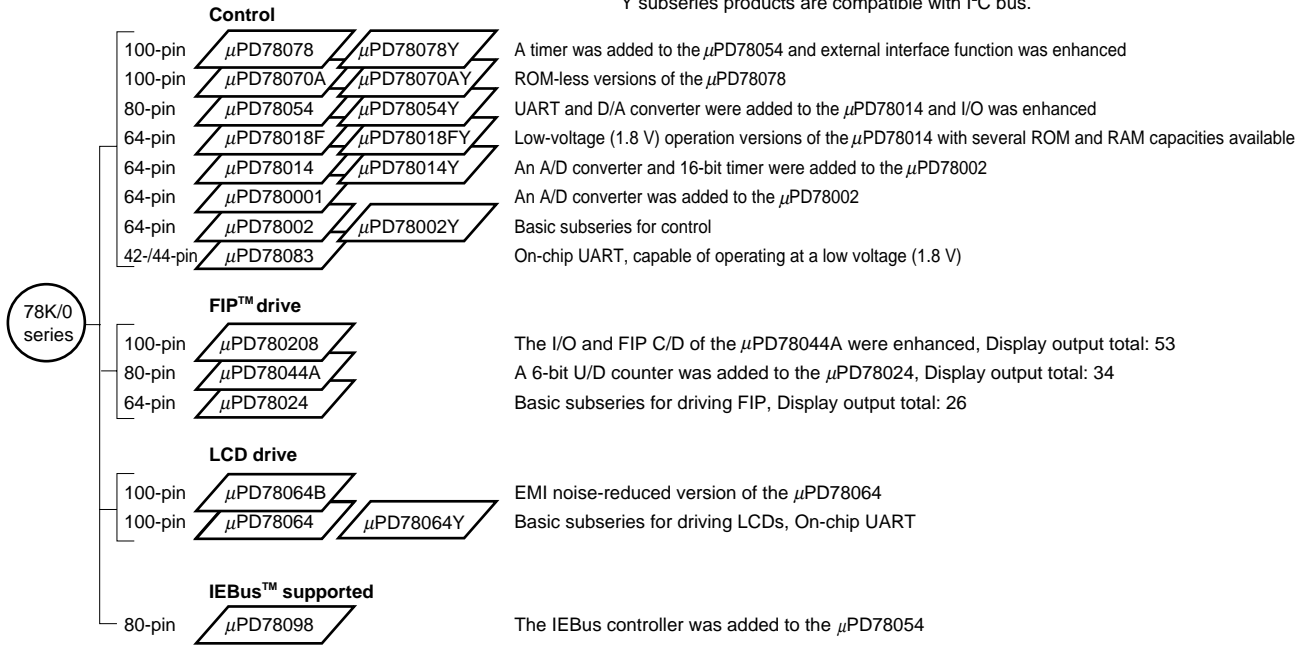 Y subseries products are compatible with I²C bus.
Control
100-pin μPD78078 μPD78078Y A timer was added to the μPD78054 and external interface function was enhanced
100-pin μPD78070A μPD78070AY ROM-less versions of the μPD78078
80-pin μPD78054 μPD78054Y UART and D/A converter were added to the μPD78014 and I/O was enhanced
64-pin μPD78018F μPD78018FY Low-voltage (1.8 V) operation versions of the μPD78014 with several ROM and RAM capacities available
64-pin μPD78014 μPD78014Y An A/D converter and 16-bit timer were added to the μPD78002
64-pin μPD780001 An A/D converter was added to the μPD78002
64-pin μPD78002 μPD78002Y Basic subseries for control
42-/44-pin μPD78083 On-chip UART, capable of operating at a low voltage (1.8 V)
78K/0
series
FIP™ drive
100-pin μPD780208 The I/O and FIP C/D of the μPD78044A were enhanced, Display output total: 53
80-pin μPD78044A A 6-bit U/D counter was added to the μPD78024, Display output total: 34
64-pin μPD78024 Basic subseries for driving FIP, Display output total: 26
LCD drive
100-pin μPD78064B EMI noise-reduced version of the μPD78064
100-pin μPD78064 μPD78064Y Basic subseries for driving LCDs, On-chip UART
IEBus™ supported
80-pin μPD78098 The IEBus controller was added to the μPD78054